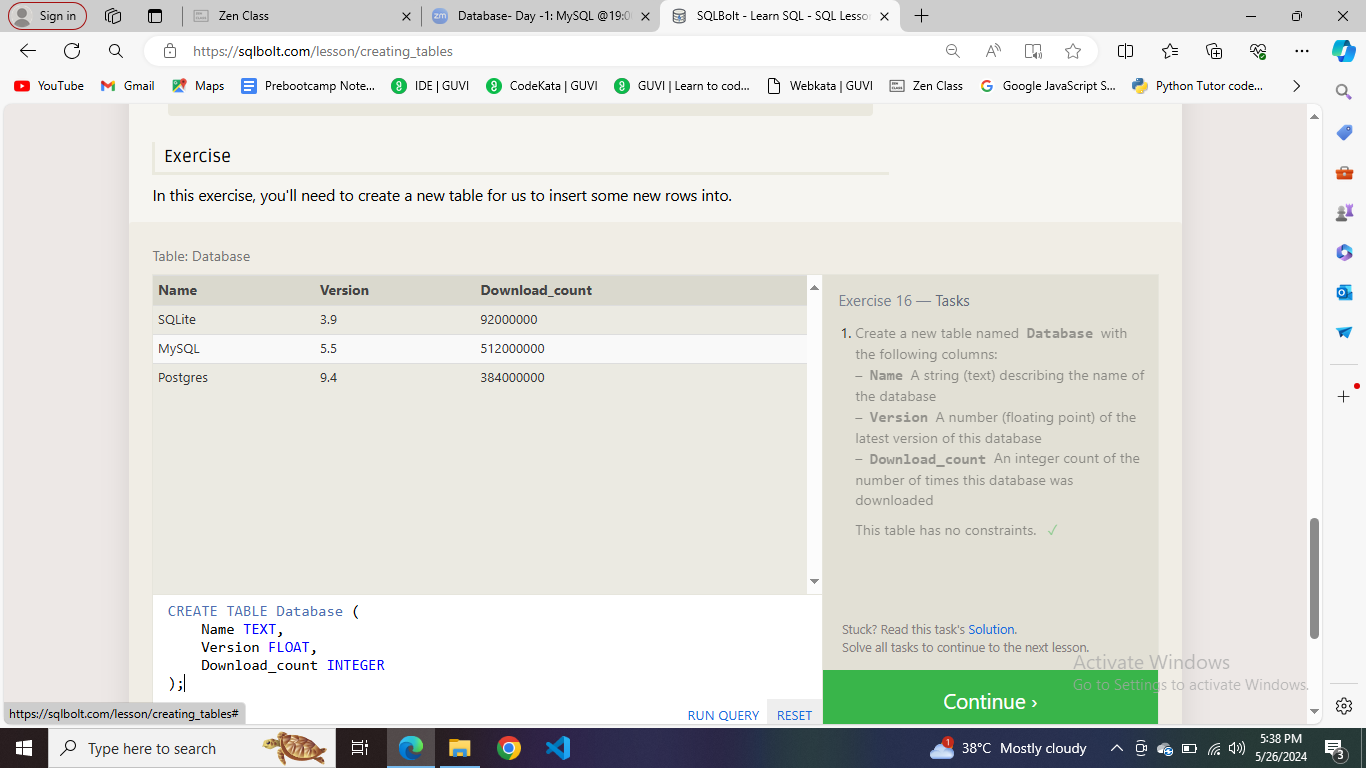 Sign in
Zen Class
Database- Day -1: MySQL @19:0
SQLBolt - Learn SQL - SQL Lesson
https://sqlbolt.com/lesson/creating_tables
YouTube
Gmail
Maps
Prebootcamp Note...
IDE | GUVI
CodeKata | GUVI
GUVI | Learn to cod...
Webkata | GUVI
Zen Class
Google JavaScript S...
Python Tutor code...
Exercise
In this exercise, you'll need to create a new table for us to insert some new rows into.
Table: Database
Name Version Download_count
SQLite 3.9 92000000
MySQL 5.5 512000000
Postgres 9.4 384000000
Exercise 16 — Tasks
1. Create a new table named Database with
the following columns:
– Name A string (text) describing the name of
the database
– Version A number (floating point) of the
latest version of this database
– Download_count An integer count of the
number of times this database was
downloaded
This table has no constraints. ✓
CREATE TABLE Database (
Name TEXT,
Version FLOAT,
Download_count INTEGER
);
Stuck? Read this task's Solution.
Solve all tasks to continue to the next lesson.
Activate Windows
Go to Settings to activate Windows.
Continue ›
RUN QUERY
RESET
https://sqlbolt.com/lesson/creating_tables#
Type here to search
1
38°C Mostly cloudy
5:38 PM
5/26/2024
3